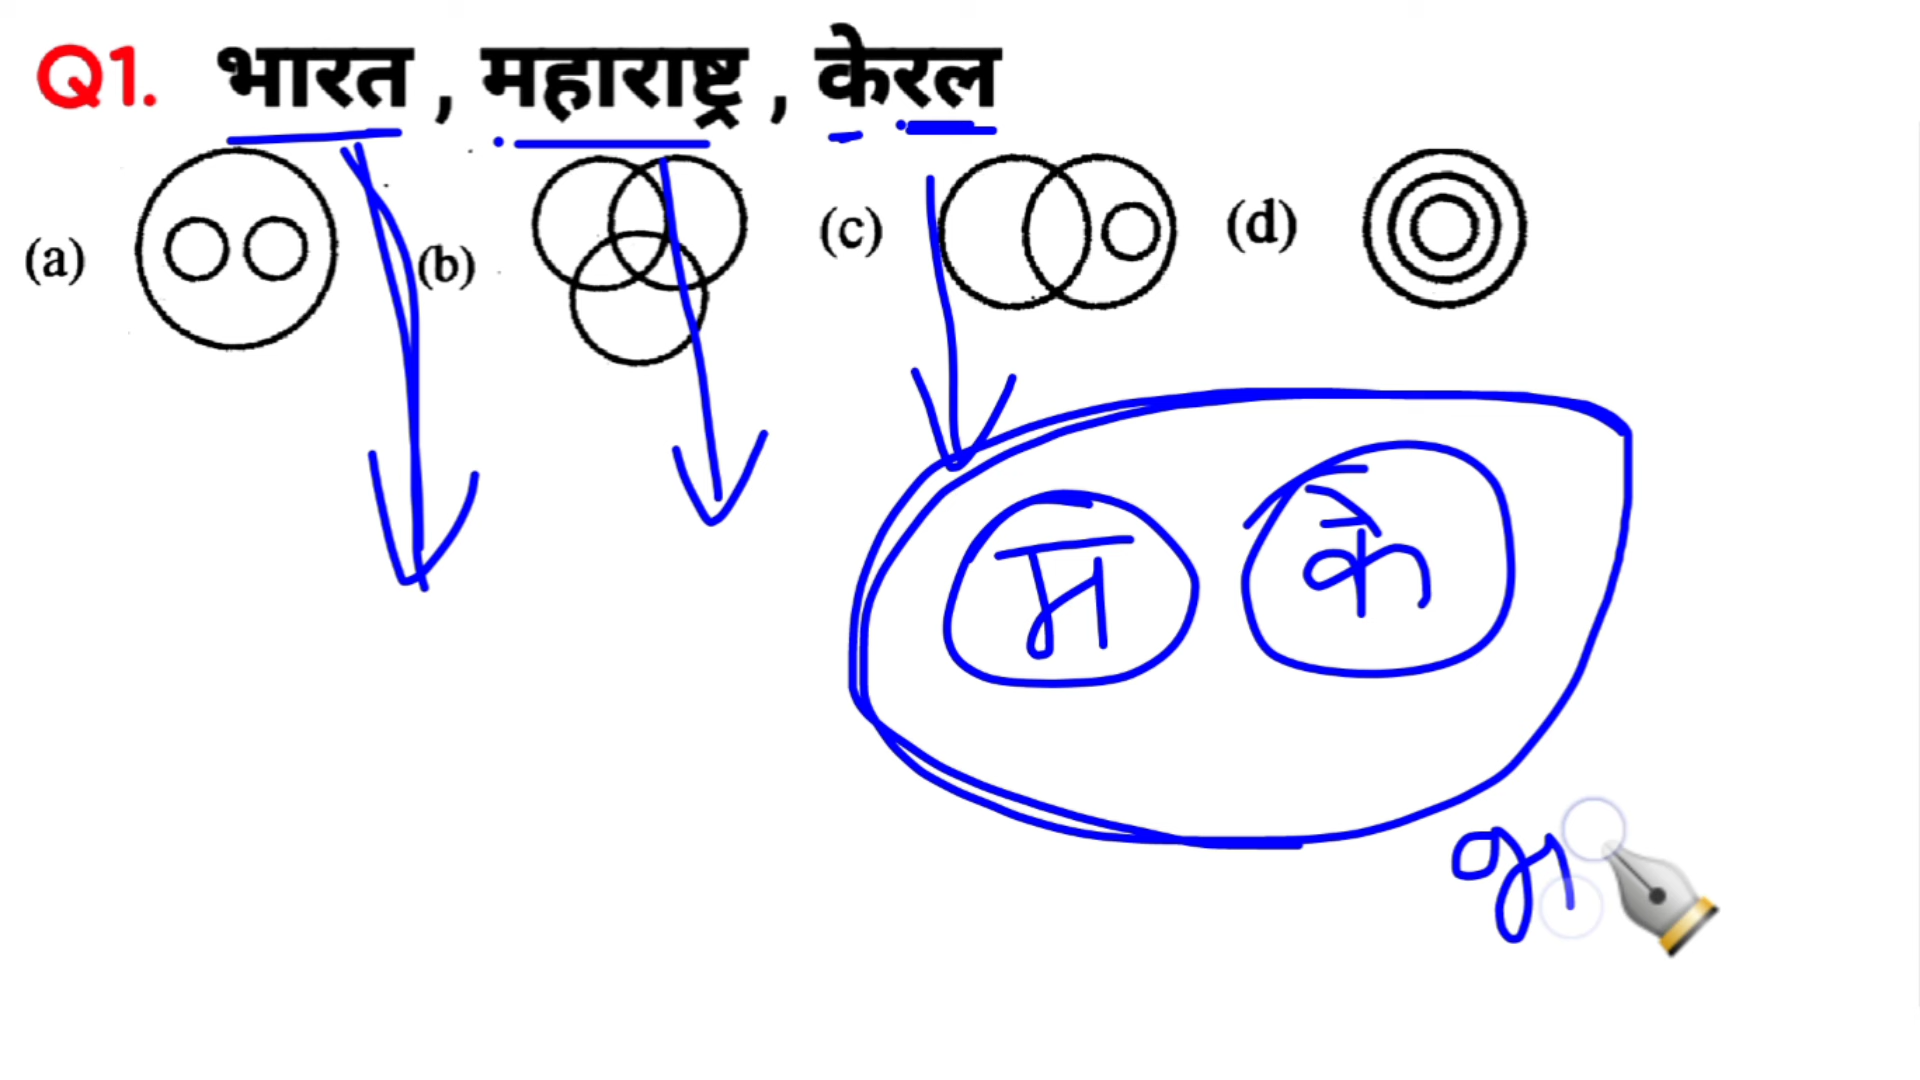 Q1. भारत , महाराष्ट्र , केरल
(a) (b) (c) (d)
म के
भा